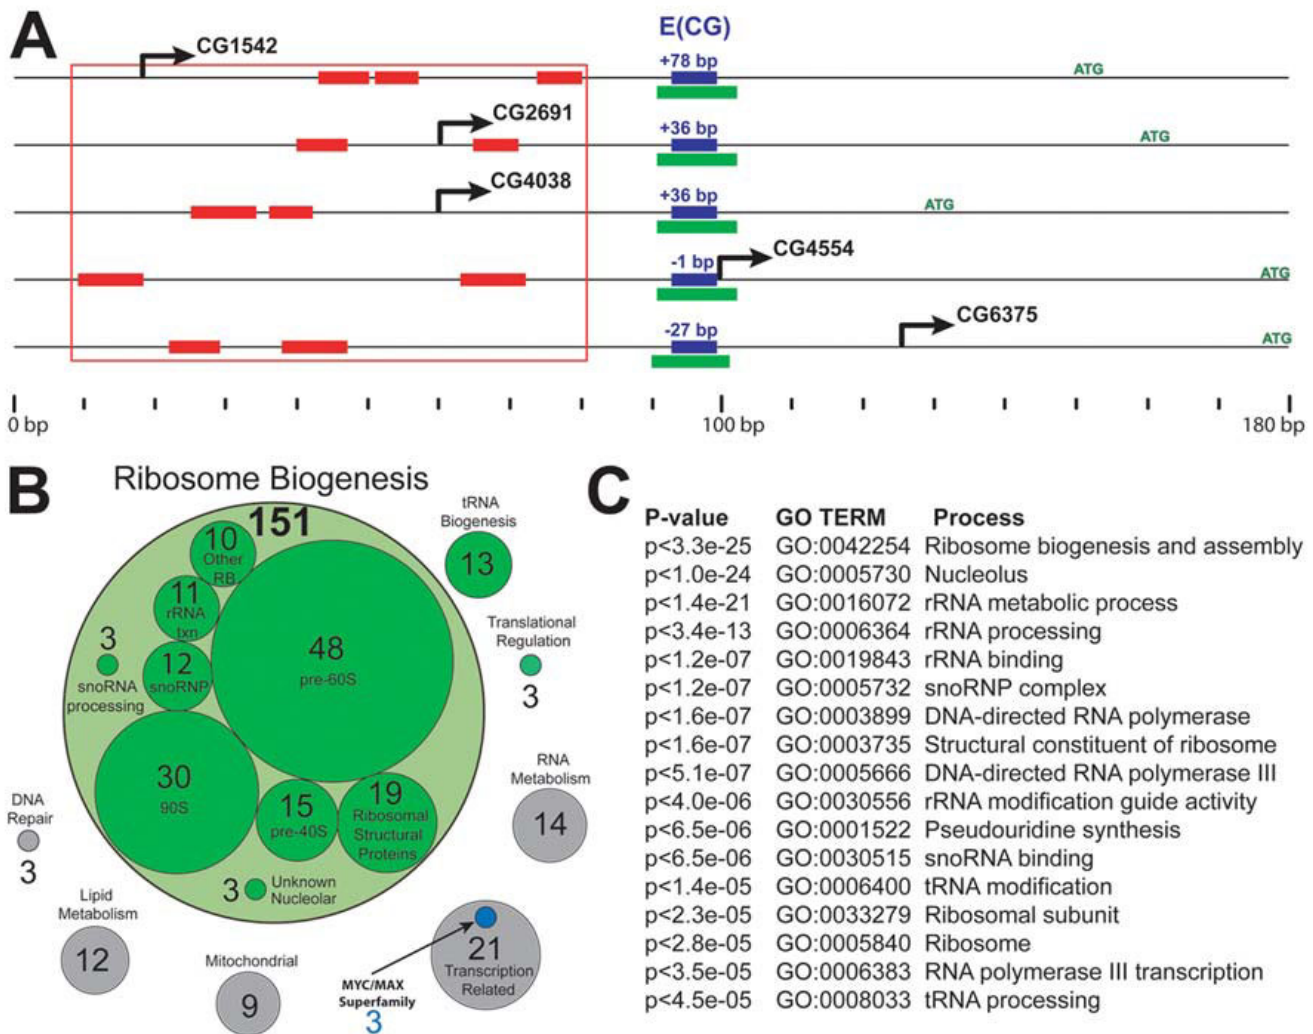 A
E(CG)
CG1542
+78 bp
ATG
CG2691
+36 bp
ATG
CG4038
+36 bp
ATG
CG4554
-1 bp
ATG
CG6375
-27 bp
ATG
0 bp
100 bp
180 bp
B
Ribosome Biogenesis
151
10
Other
RB
11
rRNA
txn
3
snoRNA
processing
12
snoRNP
48
pre-60S
30
90S
15
pre-40S
19
Ribosomal
Structural
Proteins
3
Unknown
Nucleolar
tRNA
Biogenesis
13
Translational
Regulation
3
RNA
Metabolism
14
DNA
Repair
3
Lipid
Metabolism
12
Mitochondrial
9
21
Transcription
Related
MYC/MAX
Superfamily
3
C
P-value GO TERM Process
p<3.3e-25 GO:0042254 Ribosome biogenesis and assembly
p<1.0e-24 GO:0005730 Nucleolus
p<1.4e-21 GO:0016072 rRNA metabolic process
p<3.4e-13 GO:0006364 rRNA processing
p<1.2e-07 GO:0019843 rRNA binding
p<1.2e-07 GO:0005732 snoRNP complex
p<1.6e-07 GO:0003899 DNA-directed RNA polymerase
p<1.6e-07 GO:0003735 Structural constituent of ribosome
p<5.1e-07 GO:0005666 DNA-directed RNA polymerase III
p<4.0e-06 GO:0030556 rRNA modification guide activity
p<6.5e-06 GO:0001522 Pseudouridine synthesis
p<6.5e-06 GO:0030515 snoRNA binding
p<1.4e-05 GO:0006400 tRNA modification
p<2.3e-05 GO:0033279 Ribosomal subunit
p<2.8e-05 GO:0005840 Ribosome
p<3.5e-05 GO:0006383 RNA polymerase III transcription
p<4.5e-05 GO:0008033 tRNA processing